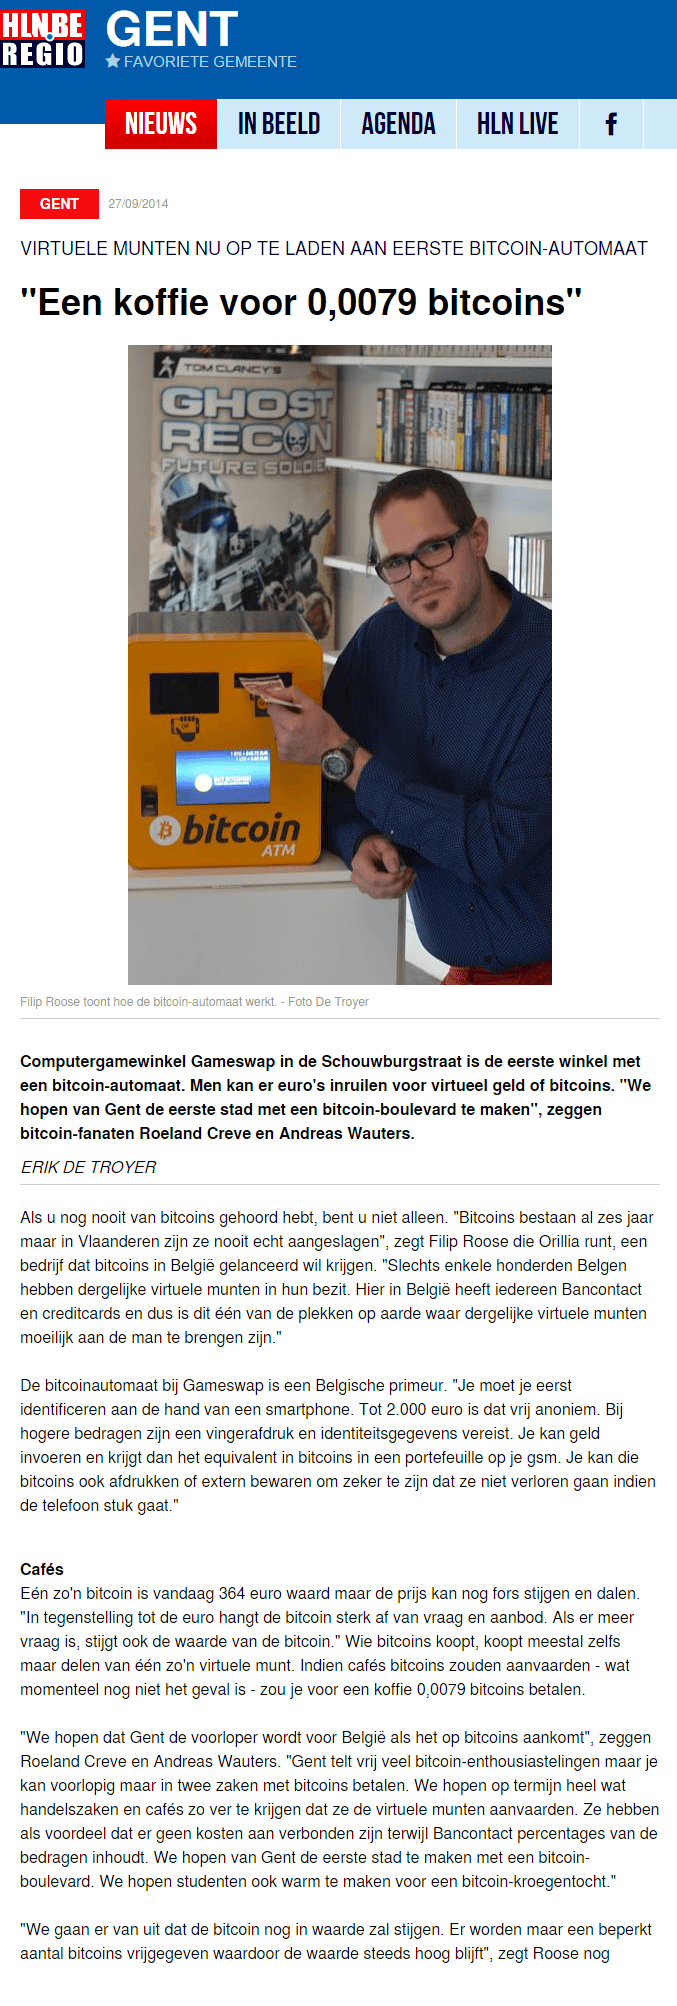 HLN.BE
REGIO
GENT
FAVORIETE GEMEENTE
NIEUWS
IN BEELD
AGENDA
HLN LIVE
f
GENT
27/09/2014
VIRTUELE MUNTEN NU OP TE LADEN AAN EERSTE BITCOIN-AUTOMAAT
"Een koffie voor 0,0079 bitcoins"
TOM CLANCY'S
GHOST
RECON
FUTURE SOLDIER
BUY BITCOINS
bitcoin
ATM
Filip Roose toont hoe de bitcoin-automaat werkt. - Foto De Troyer
Computergamewinkel Gameswap in de Schouwburgstraat is de eerste winkel met
een bitcoin-automaat. Men kan er euro's inruilen voor virtueel geld of bitcoins. "We
hopen van Gent de eerste stad met een bitcoin-boulevard te maken", zeggen
bitcoin-fanaten Roeland Creve en Andreas Wauters.
ERIK DE TROYER
Als u nog nooit van bitcoins gehoord hebt, bent u niet alleen. "Bitcoins bestaan al zes jaar
maar in Vlaanderen zijn ze nooit echt aangeslagen", zegt Filip Roose die Orillia runt, een
bedrijf dat bitcoins in België gelanceerd wil krijgen. "Slechts enkele honderden Belgen
hebben dergelijke virtuele munten in hun bezit. Hier in België heeft iedereen Bancontact
en creditcards en dus is dit één van de plekken op aarde waar dergelijke virtuele munten
moeilijk aan de man te brengen zijn."
De bitcoinautomaat bij Gameswap is een Belgische primeur. "Je moet je eerst
identificeren aan de hand van een smartphone. Tot 2.000 euro is dat vrij anoniem. Bij
hogere bedragen zijn een vingerafdruk en identiteitsgegevens vereist. Je kan geld
invoeren en krijgt dan het equivalent in bitcoins in een portefeuille op je gsm. Je kan die
bitcoins ook afdrukken of extern bewaren om zeker te zijn dat ze niet verloren gaan indien
de telefoon stuk gaat."
Cafés
Eén zo'n bitcoin is vandaag 364 euro waard maar de prijs kan nog fors stijgen en dalen.
"In tegenstelling tot de euro hangt de bitcoin sterk af van vraag en aanbod. Als er meer
vraag is, stijgt ook de waarde van de bitcoin." Wie bitcoins koopt, koopt meestal zelfs
maar delen van één zo'n virtuele munt. Indien cafés bitcoins zouden aanvaarden - wat
momenteel nog niet het geval is - zou je voor een koffie 0,0079 bitcoins betalen.
"We hopen dat Gent de voorloper wordt voor België als het op bitcoins aankomt", zeggen
Roeland Creve en Andreas Wauters. "Gent telt vrij veel bitcoin-enthousiastelingen maar je
kan voorlopig maar in twee zaken met bitcoins betalen. We hopen op termijn heel wat
handelszaken en cafés zo ver te krijgen dat ze de virtuele munten aanvaarden. Ze hebben
als voordeel dat er geen kosten aan verbonden zijn terwijl Bancontact percentages van de
bedragen inhoudt. We hopen van Gent de eerste stad te maken met een bitcoin-
boulevard. We hopen studenten ook warm te maken voor een bitcoin-kroegentocht."
"We gaan er van uit dat de bitcoin nog in waarde zal stijgen. Er worden maar een beperkt
aantal bitcoins vrijgegeven waardoor de waarde steeds hoog blijft", zegt Roose nog